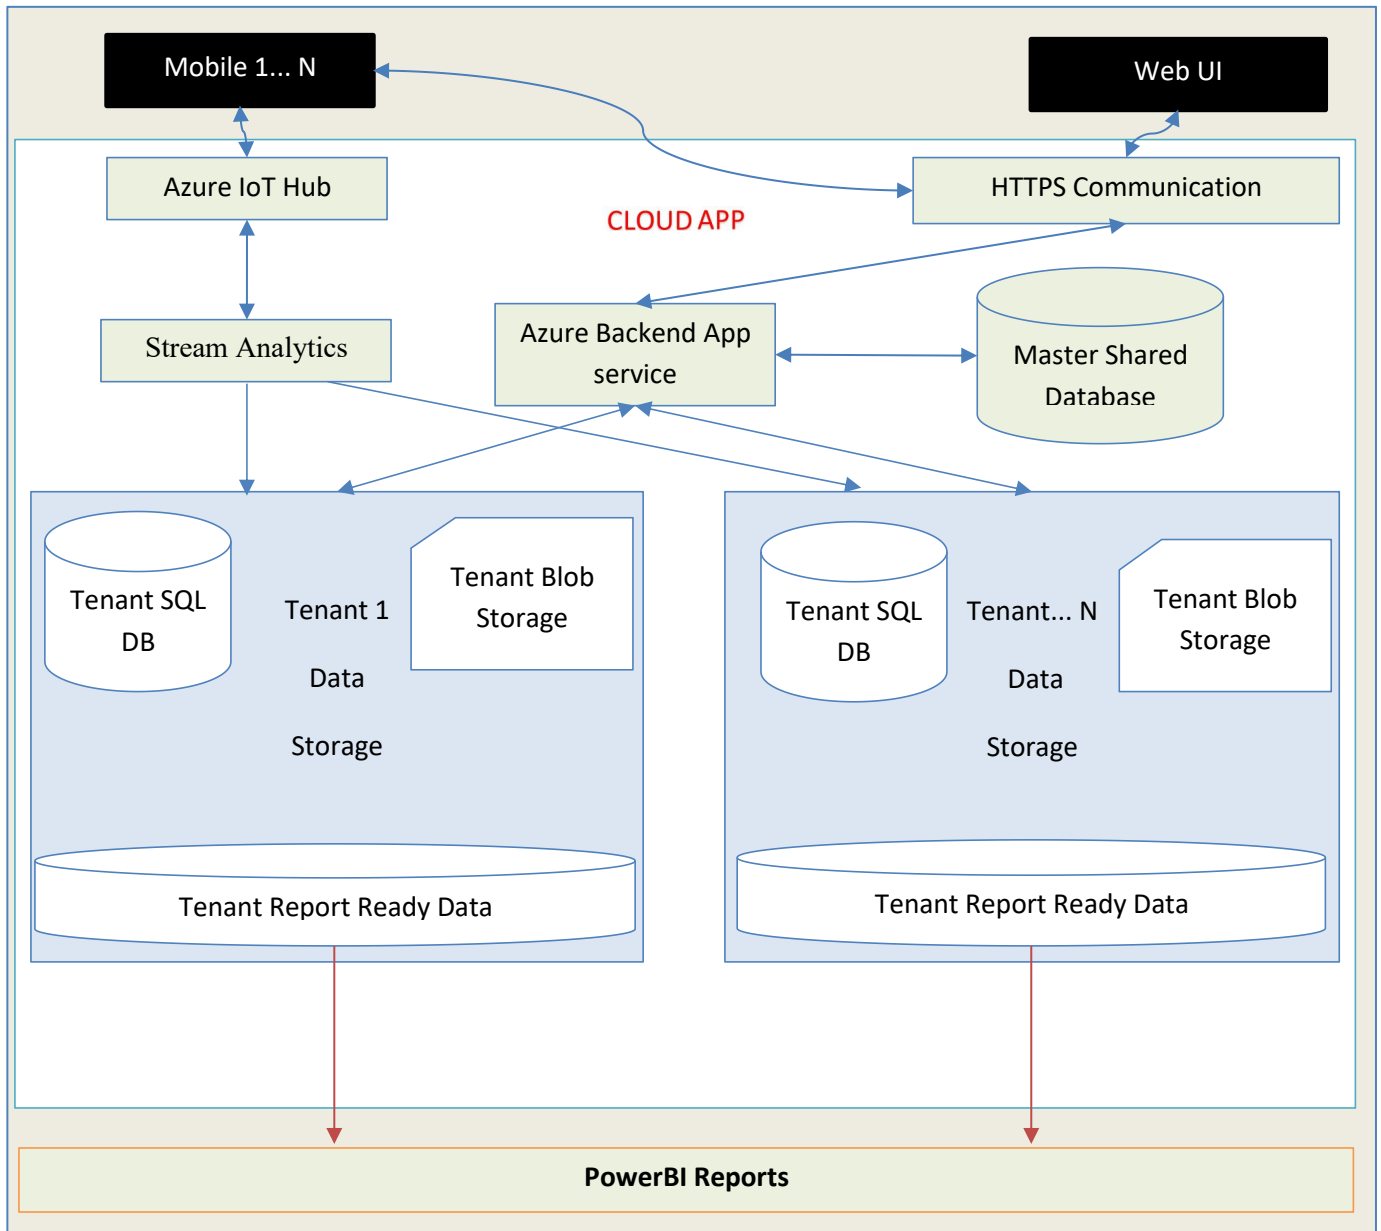 Mobile 1... N
Web UI
Azure IoT Hub
HTTPS Communication
CLOUD APP
Stream Analytics
Azure Backend App
service
Master Shared
Database
Tenant SQL
DB
Tenant 1
Data
Storage
Tenant Blob
Storage
Tenant SQL
DB
Tenant... N
Data
Storage
Tenant Blob
Storage
Tenant Report Ready Data
Tenant Report Ready Data
PowerBI Reports